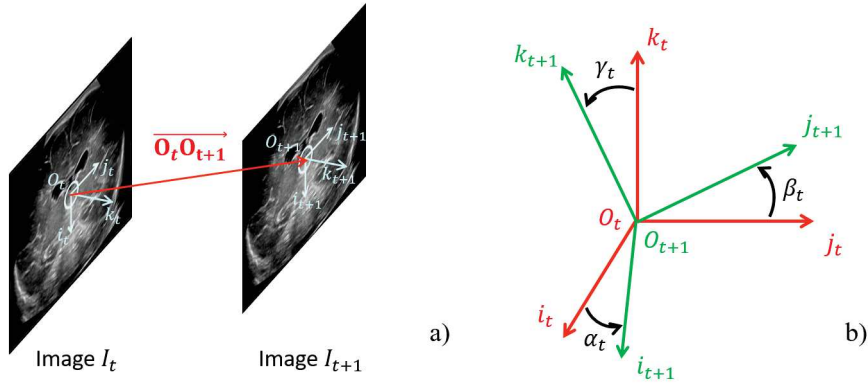 O_t
j_t
k_t
i_t
O_tO_{t+1}
O_{t+1}
j_{t+1}
k_{t+1}
i_{t+1}
Image I_t
Image I_{t+1}
a)
k_t
k_{t+1}
γ_t
j_{t+1}
β_t
O_t
O_{t+1}
j_t
i_t
α_t
i_{t+1}
b)